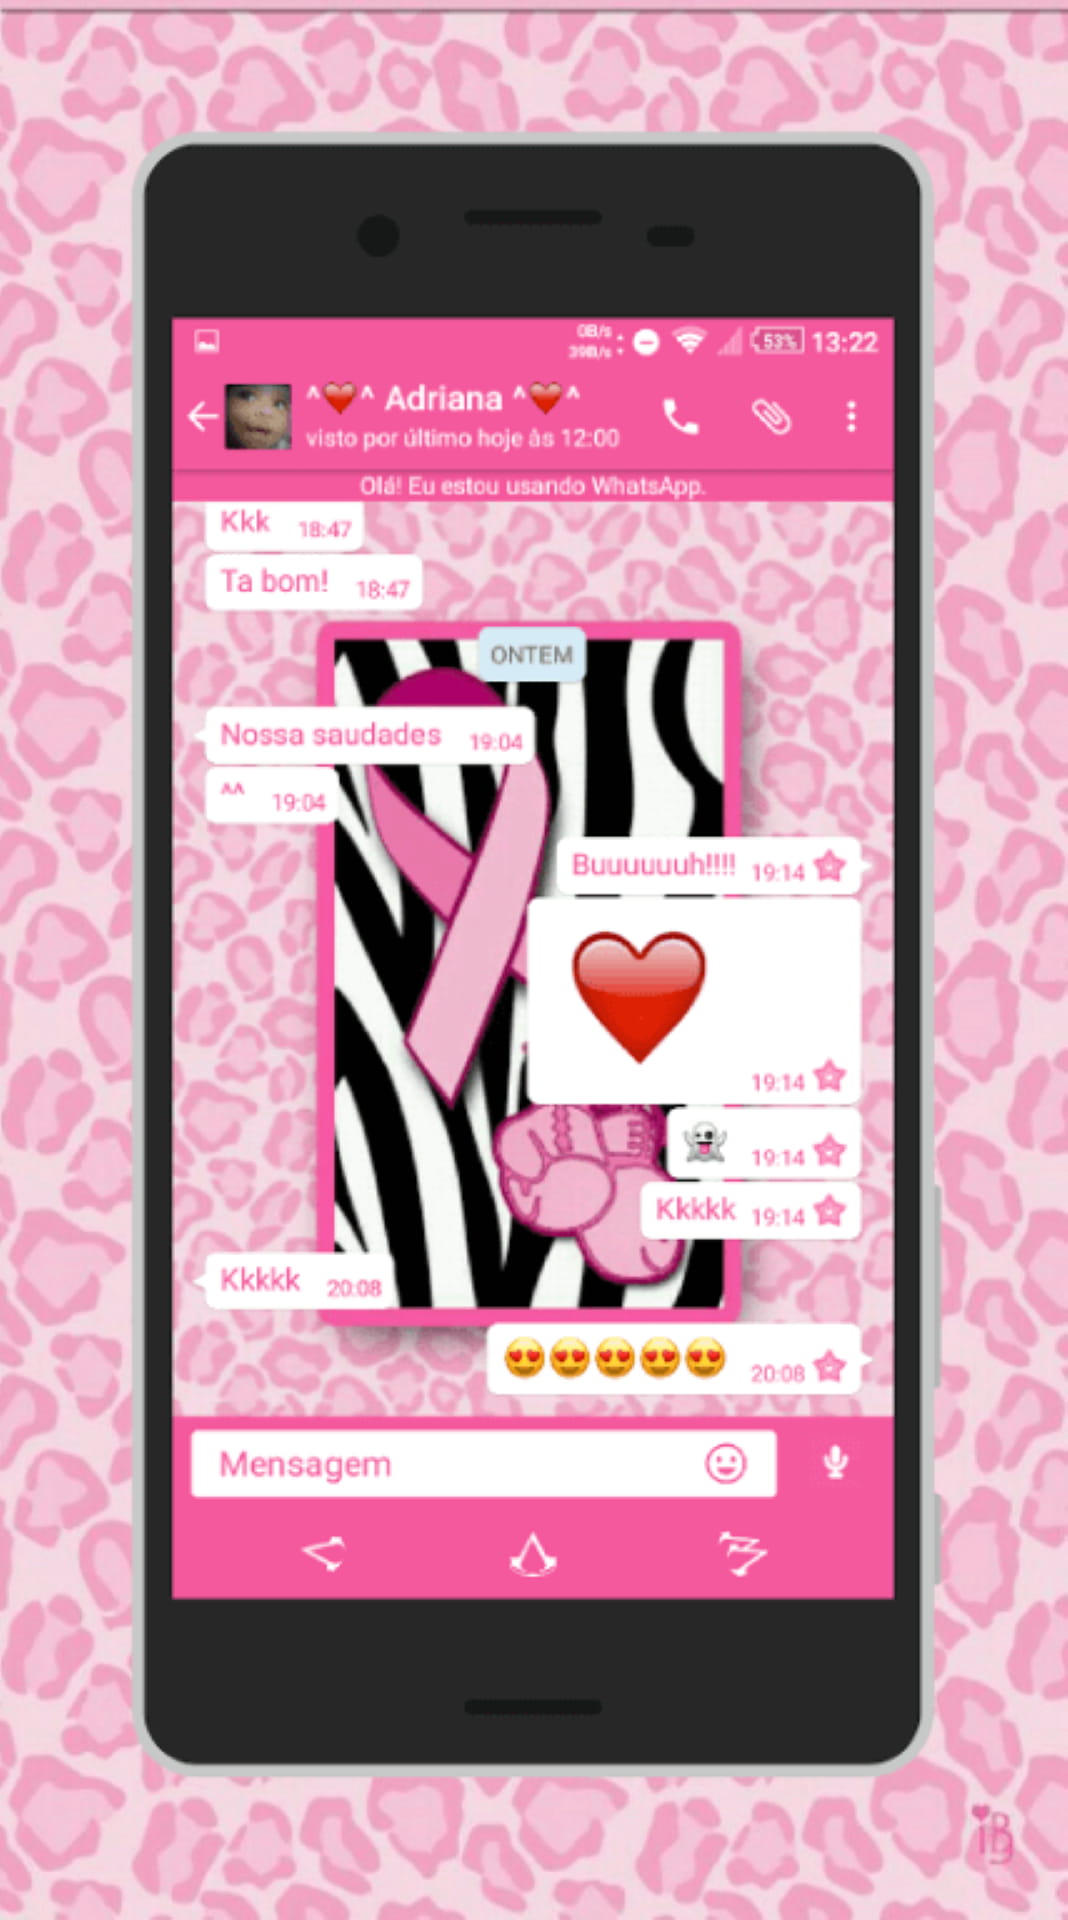 0B/s
39B/s
53% 13:22
^❤️^ Adriana ^❤️^
visto por último hoje às 12:00
Olá! Eu estou usando WhatsApp.
Kkk 18:47
Ta bom! 18:47
ONTEM
Nossa saudades 19:04
^^ 19:04
Buuuuuuh!!!! 19:14
❤️
19:14
👻 19:14
Kkkkk 19:14
Kkkkk 20:08
😍😍😍😍😍 20:08
Mensagem